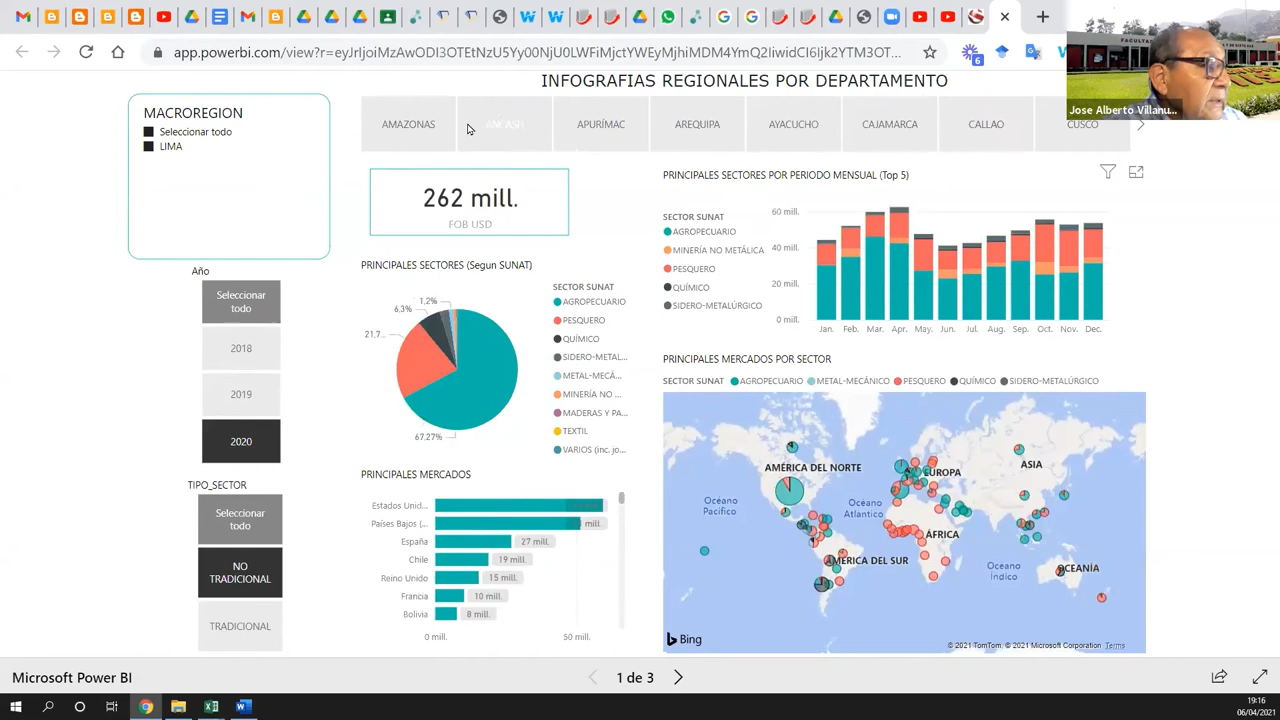 app.powerbi.com/view?r=eyJrIjoiMzAwODJjOTEtNzU5Yy00NiUlLWFiMjctYWEyMjhiMDM4YmQ2IiwidCI6Ijk2YTM3OT...
6
FACULTAD
Jose Alberto Villanu...
INFOGRAFIAS REGIONALES POR DEPARTAMENTO
MACROREGION
Seleccionar todo
LIMA
AMAZONAS
ANCASH
APURÍMAC
AREQUIPA
AYACUCHO
CAJAMARCA
CALLAO
CUSCO
262 mill.
FOB USD
PRINCIPALES SECTORES POR PERIODO MENSUAL (Top 5)
SECTOR SUNAT
AGROPECUARIO
MINERÍA NO METÁLICA
PESQUERO
QUÍMICO
SIDERO-METALÚRGICO
60 mill.
40 mill.
20 mill.
0 mill.
Jan. Feb. Mar. Apr. May. Jun. Jul. Aug. Sep. Oct. Nov. Dec.
Año
Seleccionar
todo
2018
2019
2020
PRINCIPALES SECTORES (Segun SUNAT)
1,2%
6,3%
21,7...
67.27%
SECTOR SUNAT
AGROPECUARIO
PESQUERO
QUÍMICO
SIDERO-METAL...
METAL-MECÁ...
MINERÍA NO ...
MADERAS Y PA...
TEXTIL
VARIOS (inc. jo...
PRINCIPALES MERCADOS POR SECTOR
SECTOR SUNAT AGROPECUARIO METAL-MECÁNICO PESQUERO QUÍMICO SIDERO-METALÚRGICO
AMÉRICA DEL NORTE
EUROPA
ASIA
Océano
Pacífico
Océano
Atlántico
ÁFRICA
AMÉRICA DEL SUR
Océano
Índico
OCEANÍA
Bing
© 2021 TomTom, © 2021 Microsoft Corporation Terms
TIPO_SECTOR
Seleccionar
todo
NO
TRADICIONAL
TRADICIONAL
PRINCIPALES MERCADOS
Estados Unid...
Países Bajos (... mill.
España 27 mill.
Chile 19 mill.
Reino Unido 15 mill.
Francia 10 mill.
Bolivia 8 mill.
0 mill. 50 mill.
Microsoft Power BI
1 de 3
19:16
06/04/2021